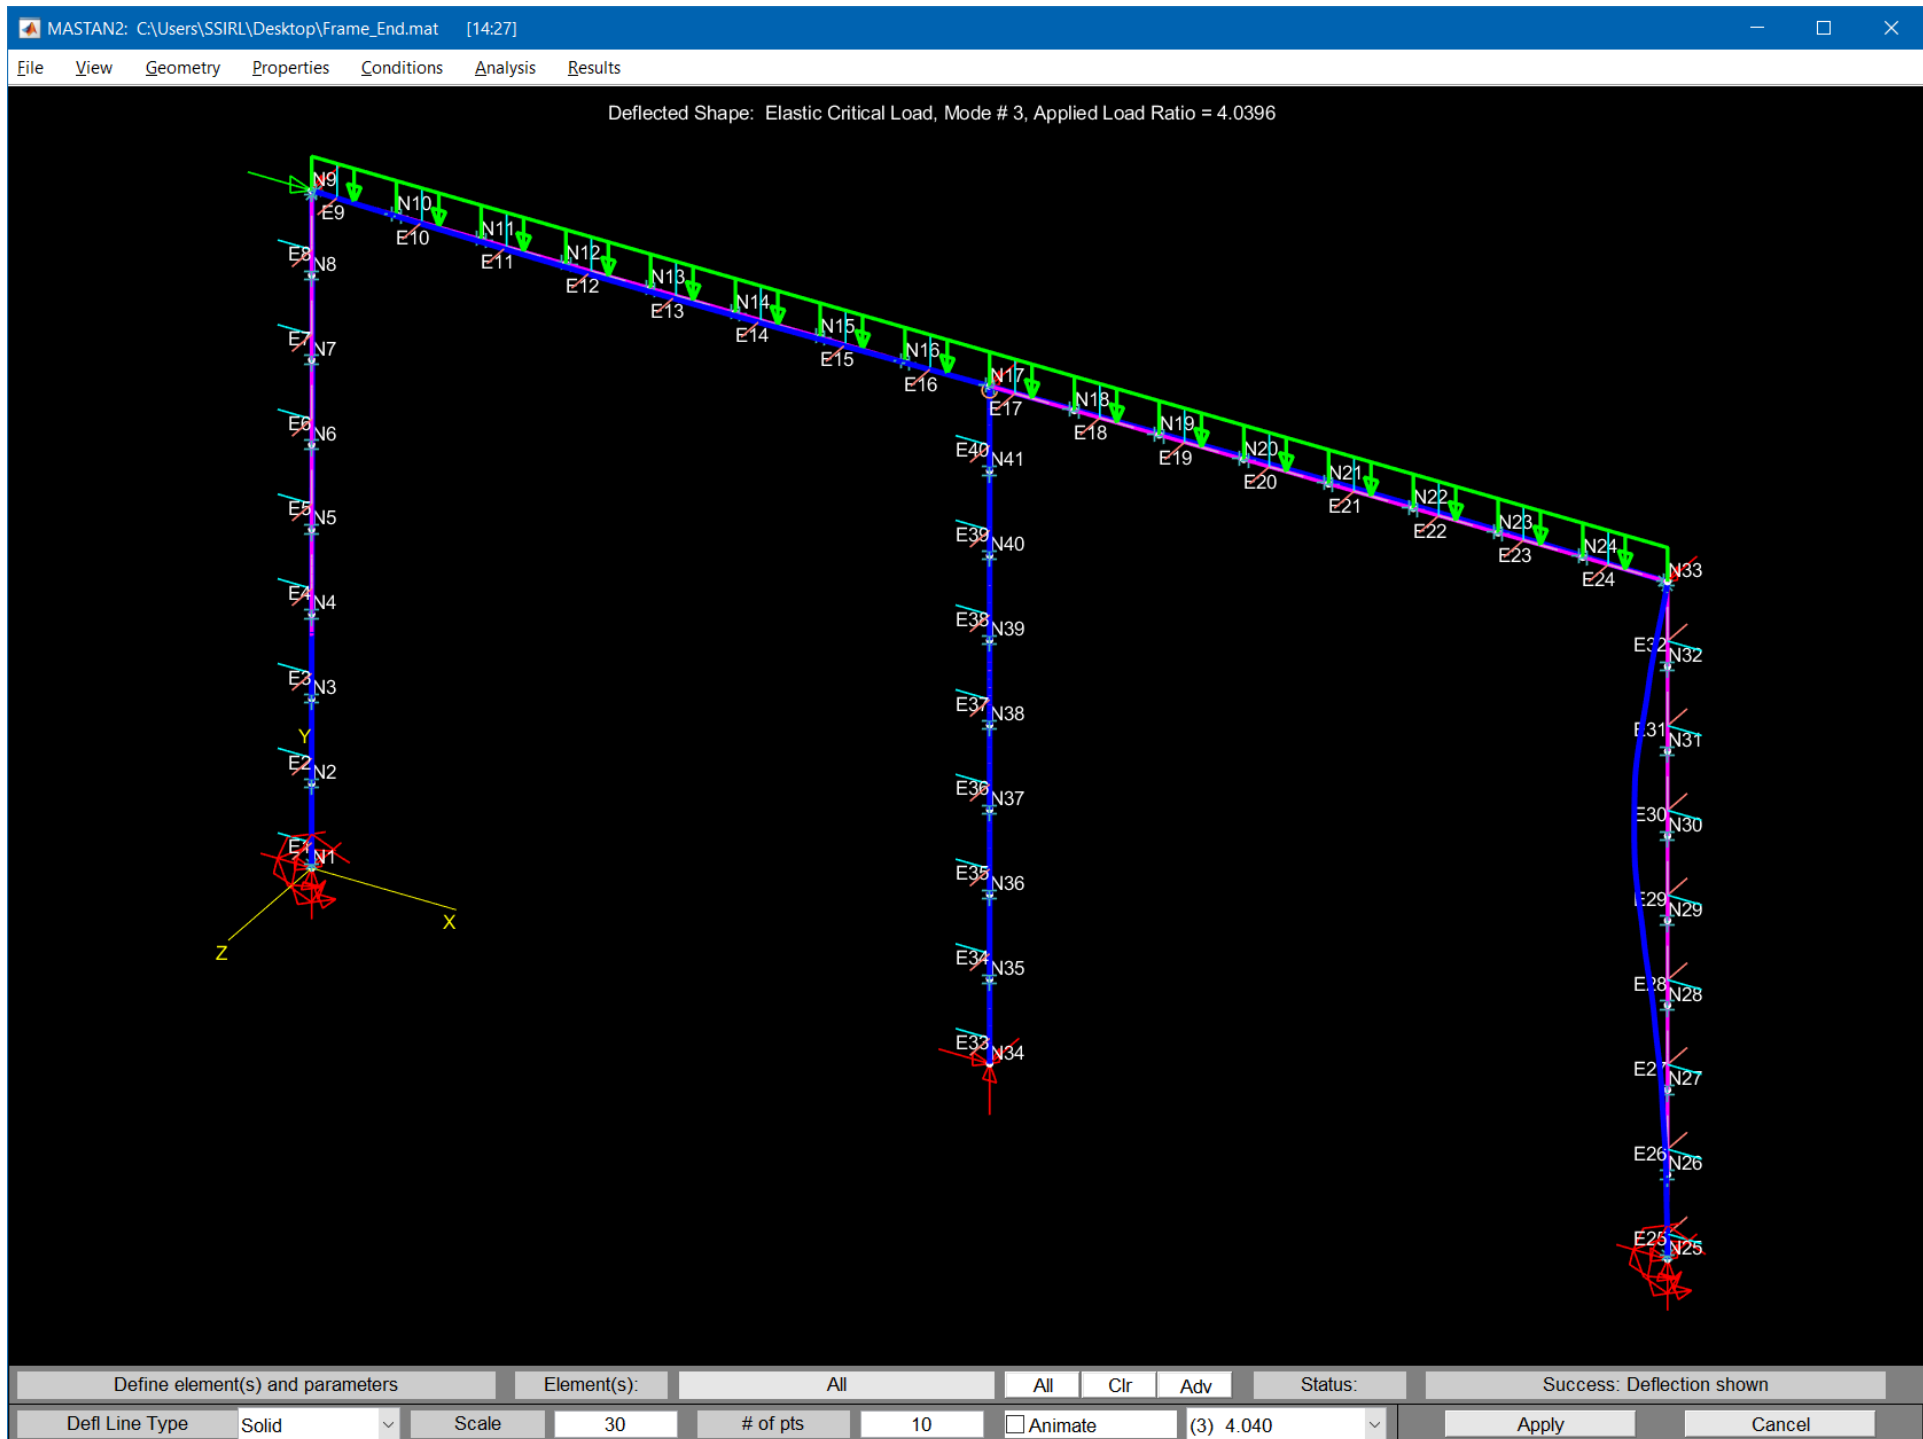 MASTAN2: C:\Users\SSIRL\Desktop\Frame_End.mat [14:27]
File View Geometry Properties Conditions Analysis Results
Deflected Shape: Elastic Critical Load, Mode # 3, Applied Load Ratio = 4.0396
N9
E9
N10
E10
N11
E11
N12
E12
N13
E13
N14
E14
N15
E15
N16
E16
N17
E17
N18
E18
N19
E19
N20
E20
N21
E21
N22
E22
N23
E23
N24
E24
N33
E8 N8
E7 N7
E6 N6
E5 N5
E4 N4
E3 N3
Y
E2 N2
E1 N1
X
Z
E40 N41
E39 N40
E38 N39
E37 N38
E36 N37
E35 N36
E34 N35
E33 N34
E32 N32
E31 N31
E30 N30
E29 N29
E28 N28
E27 N27
E26 N26
E25 N25
Define element(s) and parameters Element(s): All All Clr Adv Status: Success: Deflection shown
Defl Line Type Solid Scale 30 # of pts 10 Animate (3) 4.040 Apply Cancel